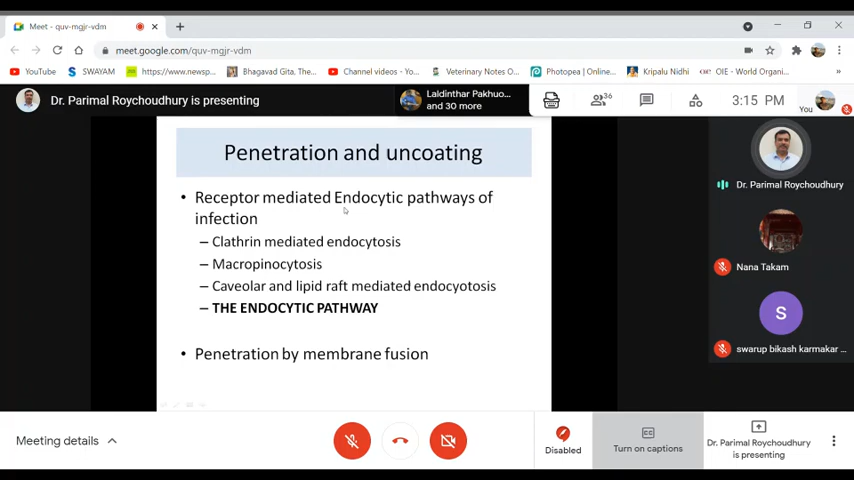 Meet - quv-mgjr-vdm
meet.google.com/quv-mgjr-vdm
YouTube
SWAYAM
https://www.newsp...
Bhagavad Gita. The...
Channel videos - Yo...
Veterinary Notes O...
Photopea | Online...
Kripalu Nidhi
OIE - World Organi...
Dr. Parimal Roychoudhury is presenting
Laldinthar Pakhuo...
and 30 more
36
3:15 PM
You
Penetration and uncoating
• Receptor mediated Endocytic pathways of
infection
– Clathrin mediated endocytosis
– Macropinocytosis
– Caveolar and lipid raft mediated endocyotosis
– THE ENDOCYTIC PATHWAY
• Penetration by membrane fusion
Dr. Parimal Roychoudhury
Nana Takam
S
swarup bikash karmakar ...
Meeting details
Disabled
CC
Turn on captions
Dr. Parimal Roychoudhury
is presenting